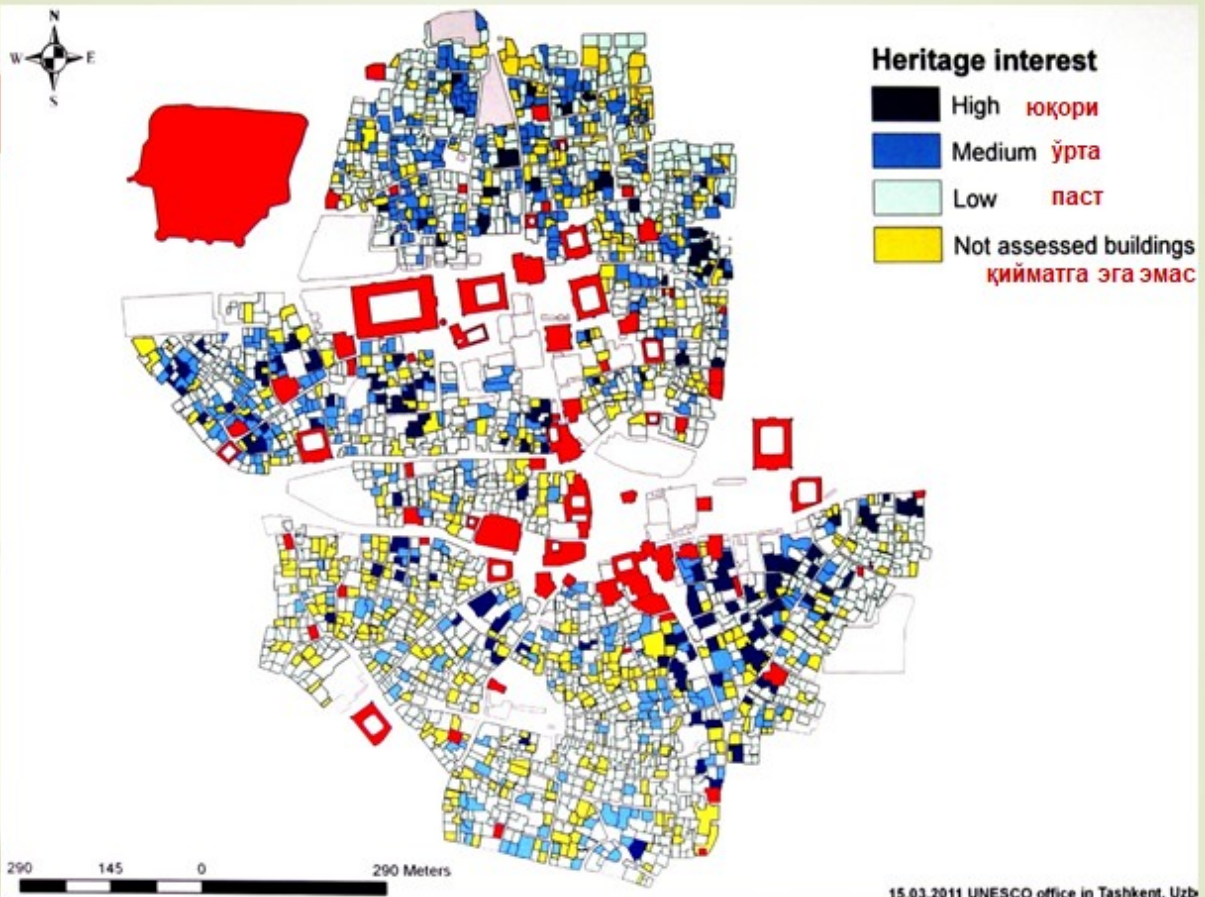 N
W E
S
Heritage interest
High юқори
Medium ўрта
Low паст
Not assessed buildings
қийматга эга эмас
290 145 0 290 Meters
15.03.2011 UNESCO office in Tashkent, Uzb